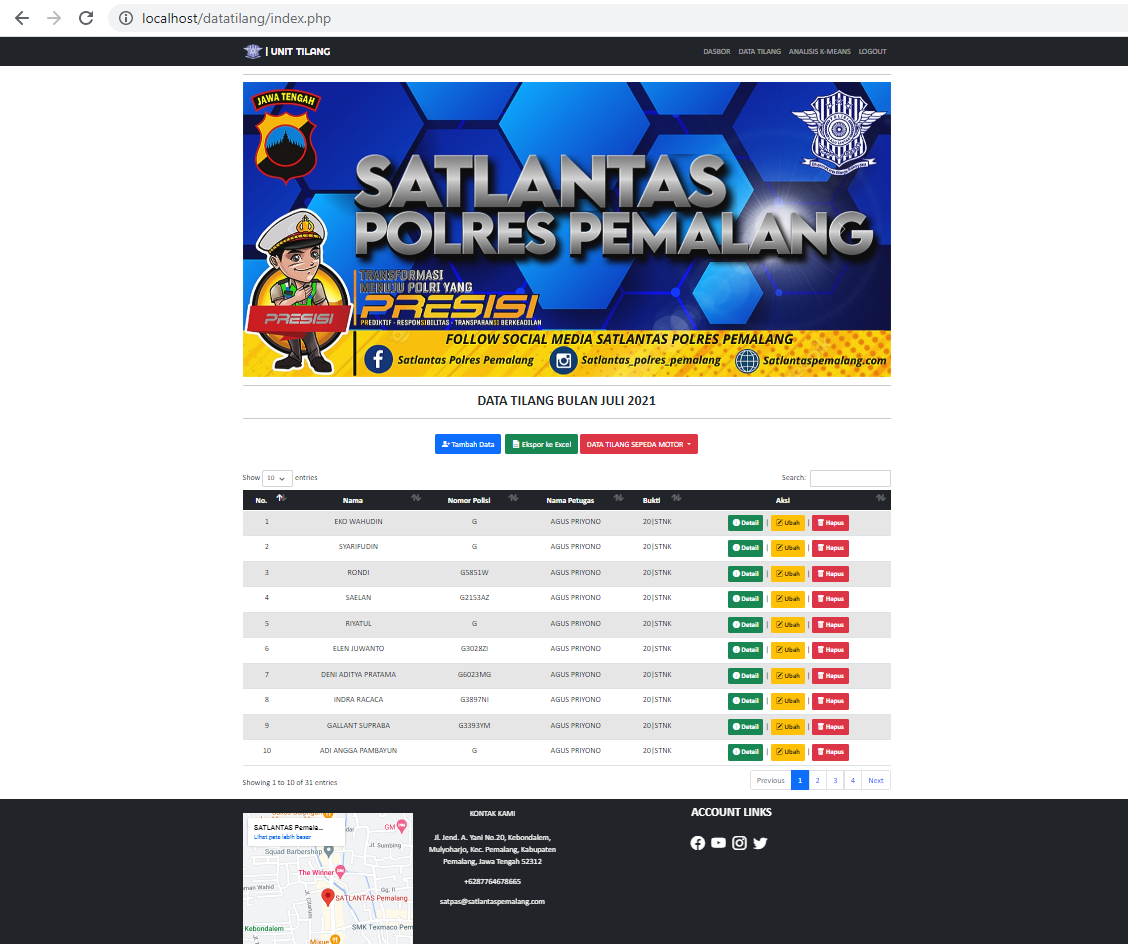 localhost/datatilang/index.php
| UNIT TILANG
DASBOR DATA TILANG ANALISIS K-MEANS LOGOUT
JAWA TENGAH
SATLANTAS
POLRES PEMALANG
TRANSFORMASI
MENUJU POLRI YANG
PRESISI
PREDIKTIF - RESPONSIBILITAS - TRANSPARANSI BERKEADILAN
PRESISI
FOLLOW SOCIAL MEDIA SATLANTAS POLRES PEMALANG
Satlantas Polres Pemalang Satlantas_polres_pemalang Satlantaspemalang.com
DATA TILANG BULAN JULI 2021
Tambah Data Ekspor ke Excel DATA TILANG SEPEDA MOTOR
Show 10 entries Search:
No. Nama Nomor Polisi Nama Petugas Bukti Aksi
1 EKO WAHUDIN G AGUS PRIYONO 20|STNK Detail | Ubah | Hapus
2 SYARIFUDIN G AGUS PRIYONO 20|STNK Detail | Ubah | Hapus
3 RONDI G5851W AGUS PRIYONO 20|STNK Detail | Ubah | Hapus
4 SAELAN G2153AZ AGUS PRIYONO 20|STNK Detail | Ubah | Hapus
5 RIYATUL G AGUS PRIYONO 20|STNK Detail | Ubah | Hapus
6 ELEN JUWANTO G3028ZI AGUS PRIYONO 20|STNK Detail | Ubah | Hapus
7 DENI ADITYA PRATAMA G6023MG AGUS PRIYONO 20|STNK Detail | Ubah | Hapus
8 INDRA RACACA G3897NI AGUS PRIYONO 20|STNK Detail | Ubah | Hapus
9 GALLANT SUPRABA G3393YM AGUS PRIYONO 20|STNK Detail | Ubah | Hapus
10 ADI ANGGA PAMBAYUN G AGUS PRIYONO 20|STNK Detail | Ubah | Hapus
Showing 1 to 10 of 31 entries Previous 1 2 3 4 Next
SATLANTAS Pemala...
Lihat peta lebih besar
GM
Jl. Sumbing
Squad Barbershop
The Winner
aman Wahid
Gg. II
Jl. Citarum
SATLANTAS Pemalang
Kebondalem
SMK Texmaco Pem
Mixue
KONTAK KAMI
Jl. Jend. A. Yani No.20, Kebondalem,
Mulyoharjo, Kec. Pemalang, Kabupaten
Pemalang, Jawa Tengah 52312
+6287764678665
satpas@satlantaspemalang.com
ACCOUNT LINKS